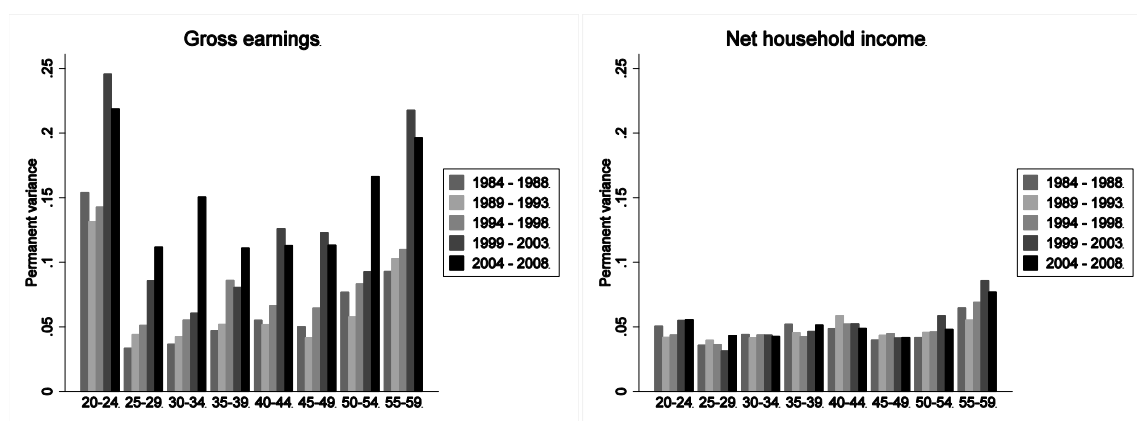 Gross earnings.
Permanent variance
.25
.2
.15
.1
.05
0
20-24. 25-29. 30-34. 35-39. 40-44. 45-49. 50-54. 55-59.
1984 - 1988.
1989 - 1993.
1994 - 1998.
1999 - 2003.
2004 - 2008.
Net household income.
Permanent variance
.25
.2
.15
.1
.05
0
20-24. 25-29. 30-34. 35-39. 40-44. 45-49. 50-54. 55-59.
1984 - 1988.
1989 - 1993.
1994 - 1998.
1999 - 2003.
2004 - 2008.